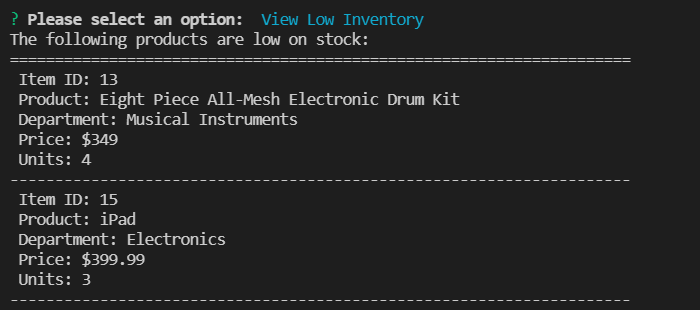 ? Please select an option:  View Low Inventory
The following products are low on stock:
=====================================================================
 Item ID: 13
 Product: Eight Piece All-Mesh Electronic Drum Kit
 Department: Musical Instruments
 Price: $349
 Units: 4
---------------------------------------------------------------------
 Item ID: 15
 Product: iPad
 Department: Electronics
 Price: $399.99
 Units: 3
---------------------------------------------------------------------